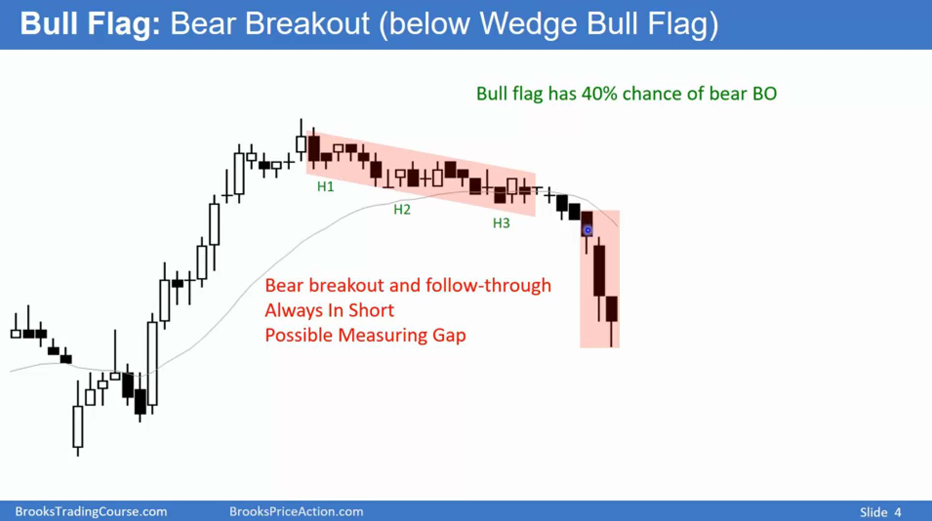 Bull Flag: Bear Breakout (below Wedge Bull Flag)
Bull flag has 40% chance of bear BO
H1
H2
H3
Bear breakout and follow-through
Always In Short
Possible Measuring Gap
BrooksTradingCourse.com
BrooksPriceAction.com
Slide 4